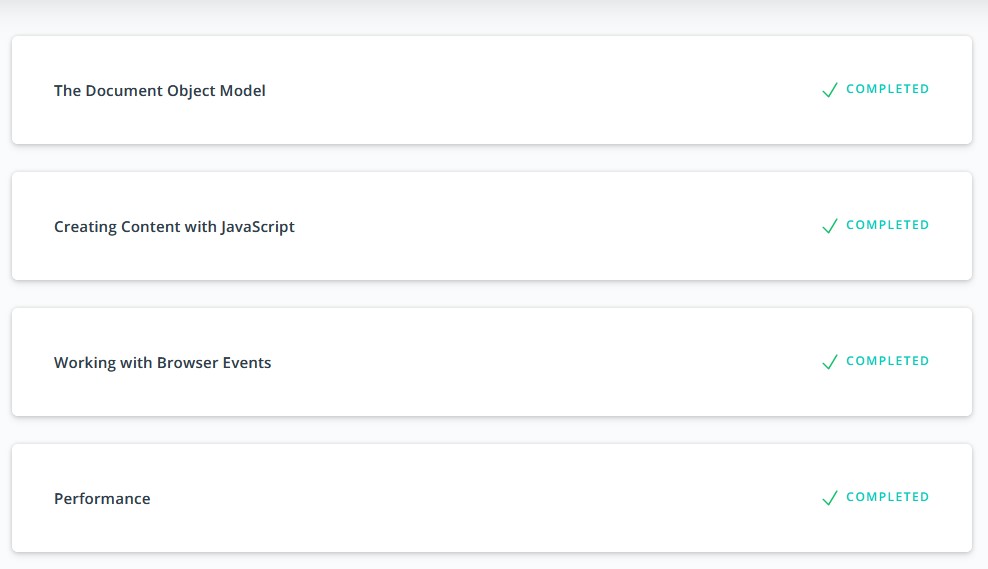 The Document Object Model COMPLETED
Creating Content with JavaScript COMPLETED
Working with Browser Events COMPLETED
Performance COMPLETED